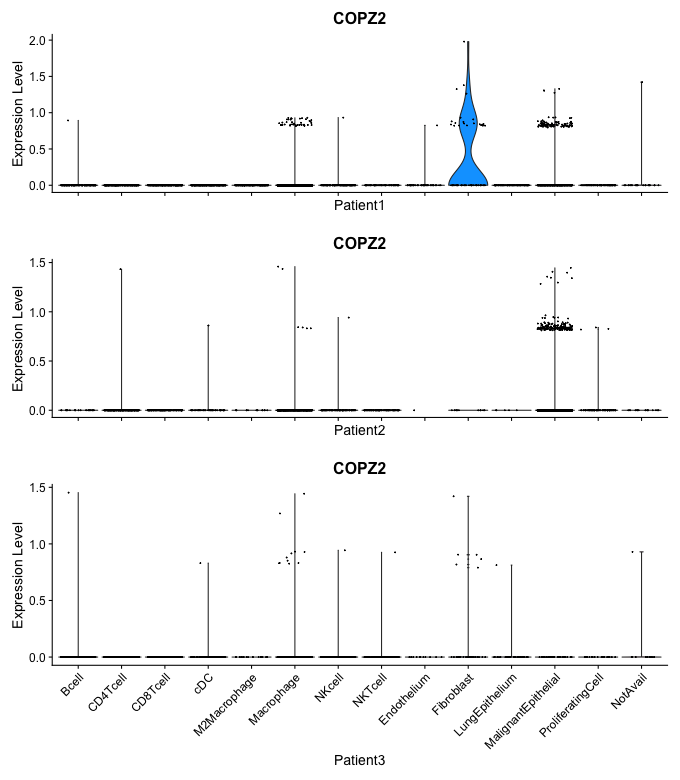 COPZ2
Expression Level
2.0
1.5
1.0
0.5
0.0
Patient1
COPZ2
Expression Level
1.5
1.0
0.5
0.0
Patient2
COPZ2
Expression Level
1.5
1.0
0.5
0.0
Bcell
CD4Tcell
CD8Tcell
cDC
M2Macrophage
Macrophage
NKcell
NKTcell
Endothelium
Fibroblast
LungEpithelium
MalignantEpithelial
ProliferatingCell
NotAvail
Patient3